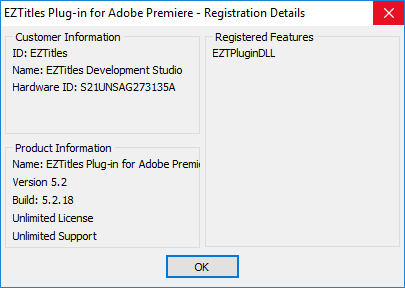 EZTitles Plug-in for Adobe Premiere - Registration Details
Customer Information
ID: EZTitles
Name: EZTitles Development Studio
Hardware ID: S21UNSAG273135A
Registered Features
EZTPluginDLL
Product Information
Name: EZTitles Plug-in for Adobe Premie
Version 5.2
Build: 5.2.18
Unlimited License
Unlimited Support
OK